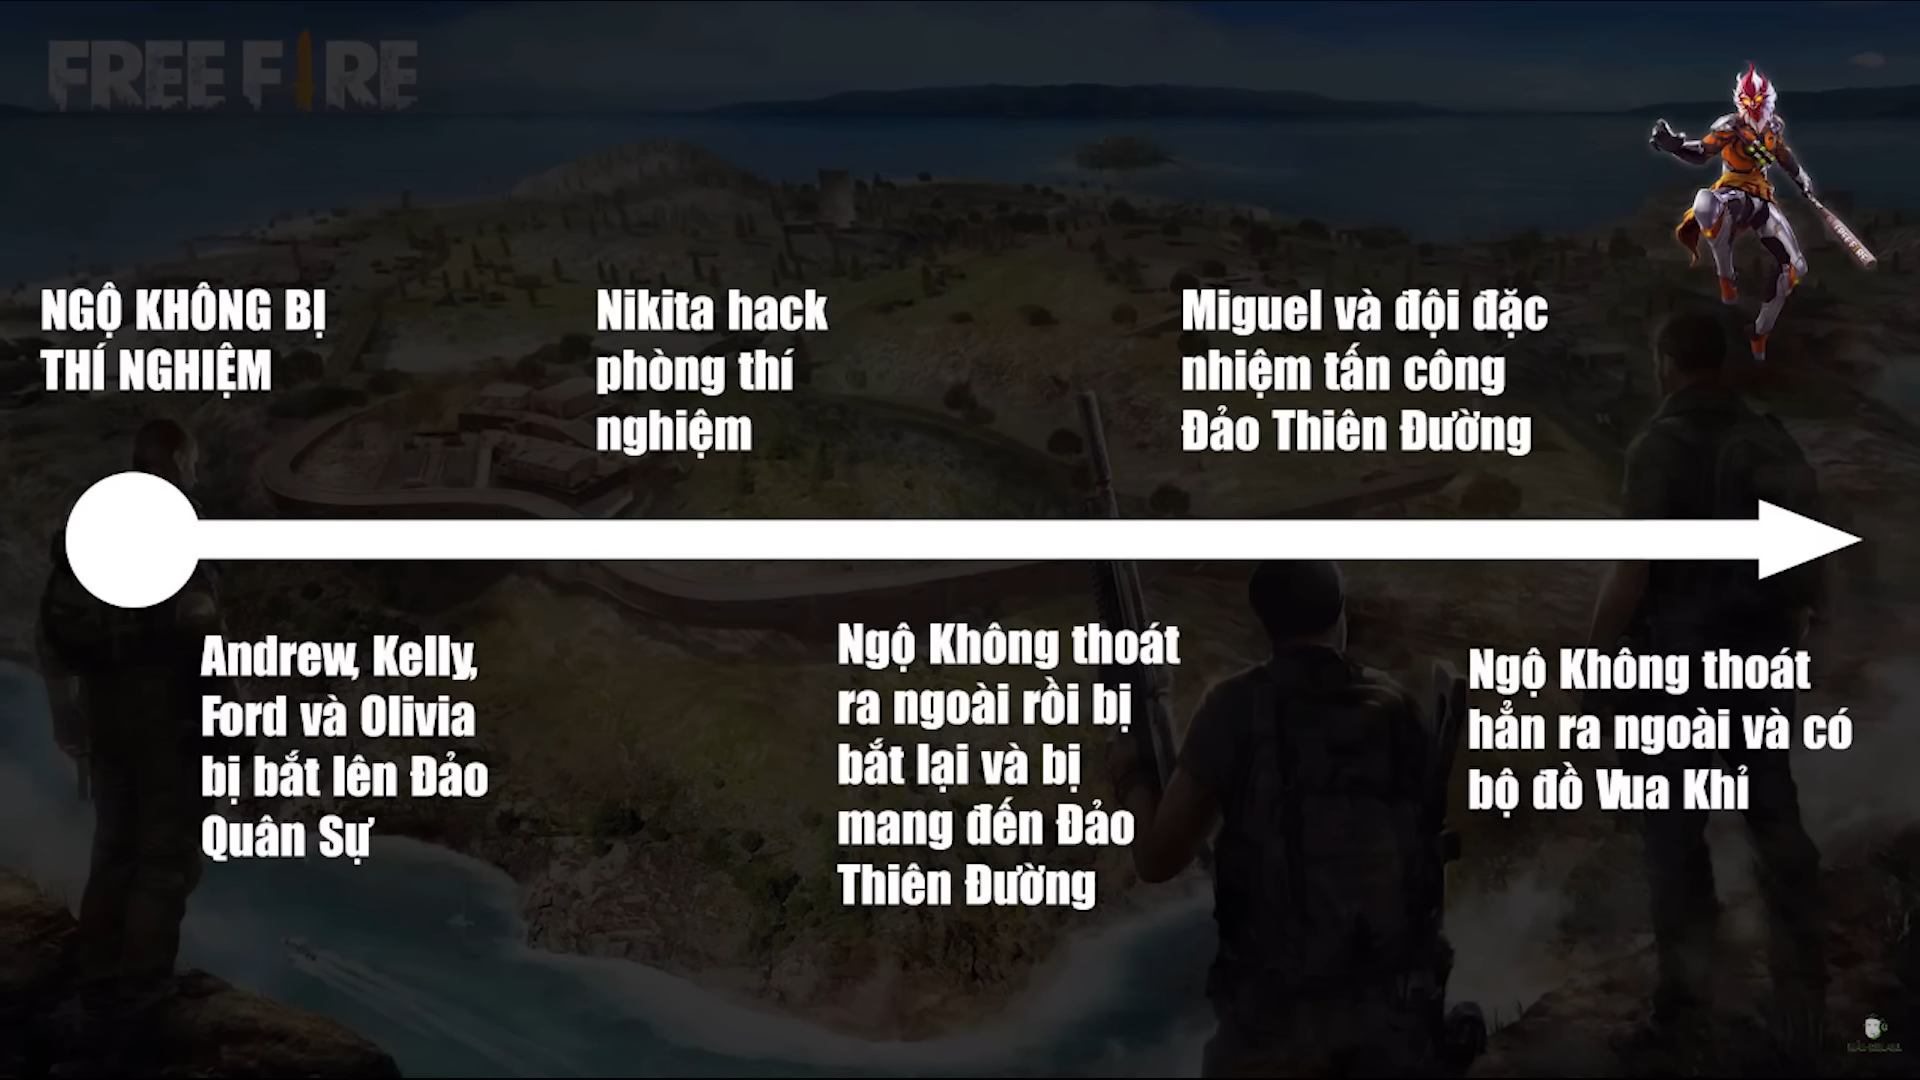 FREE FIRE
NGỘ KHÔNG BỊ
THÍ NGHIỆM
Andrew, Kelly,
Ford và Olivia
bị bắt lên Đảo
Quân Sự
Nikita hack
phòng thí
nghiệm
Ngộ Không thoát
ra ngoài rồi bị
bắt lại và bị
mang đến Đảo
Thiên Đường
Miguel và đội đặc
nhiệm tấn công
Đảo Thiên Đường
Ngộ Không thoát
hẳn ra ngoài và có
bộ đồ Vua Khỉ
FREE FIRE